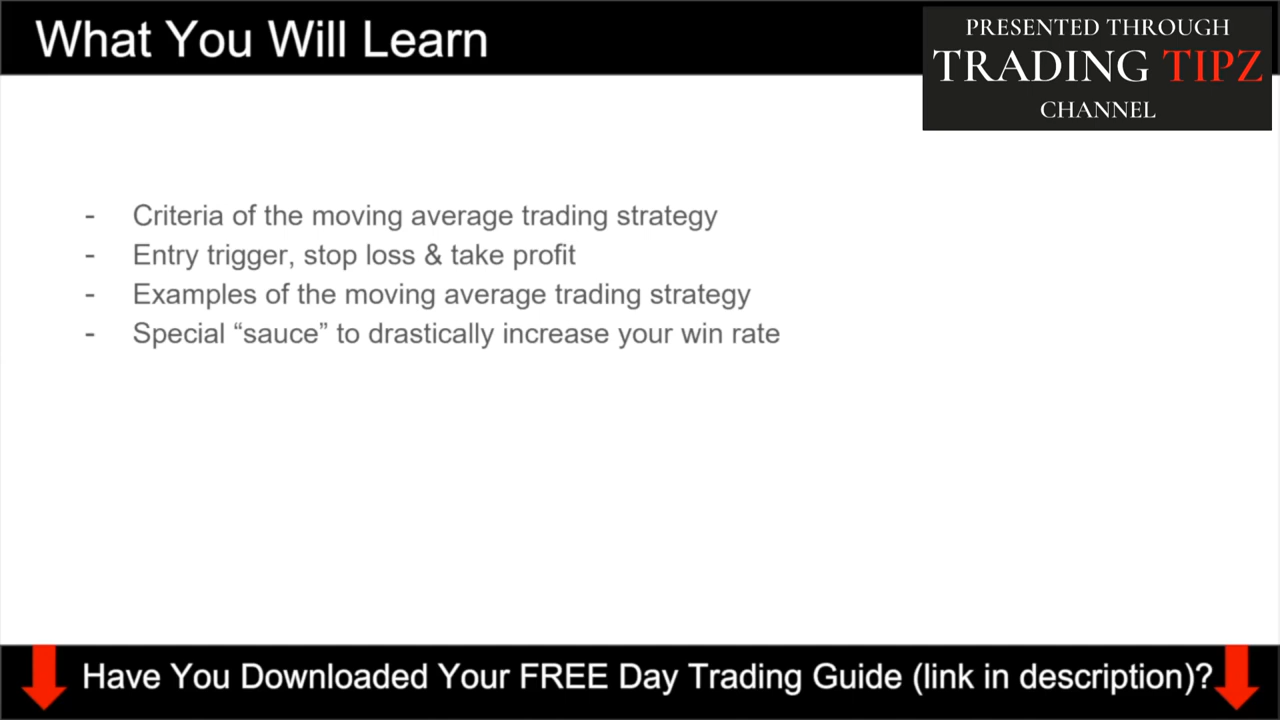 What You Will Learn
PRESENTED THROUGH
TRADING TIPZ
CHANNEL
- Criteria of the moving average trading strategy
- Entry trigger, stop loss & take profit
- Examples of the moving average trading strategy
- Special “sauce” to drastically increase your win rate
Have You Downloaded Your FREE Day Trading Guide (link in description)?